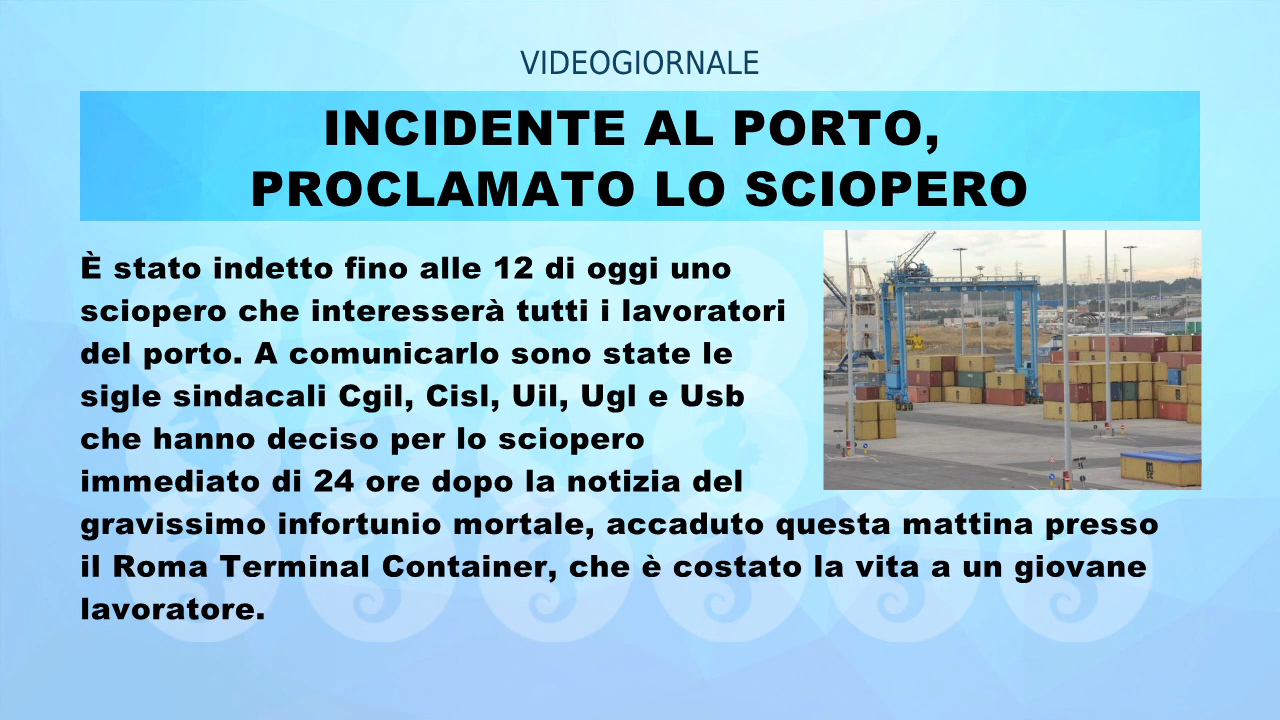 VIDEOGIORNALE
INCIDENTE AL PORTO,
PROCLAMATO LO SCIOPERO
È stato indetto fino alle 12 di oggi uno
sciopero che interesserà tutti i lavoratori
del porto. A comunicarlo sono state le
sigle sindacali Cgil, Cisl, Uil, Ugl e Usb
che hanno deciso per lo sciopero
immediato di 24 ore dopo la notizia del
gravissimo infortunio mortale, accaduto questa mattina presso
il Roma Terminal Container, che è costato la vita a un giovane
lavoratore.